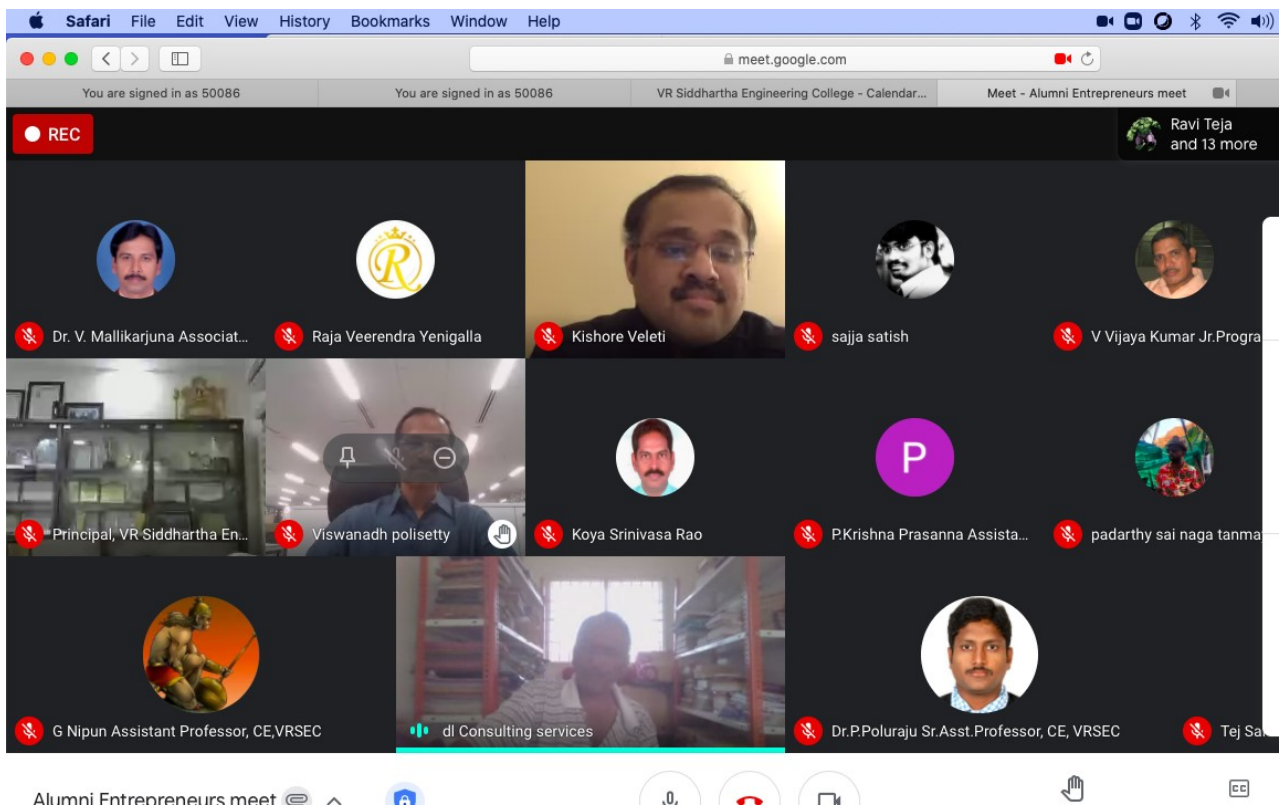 Safari File Edit View History Bookmarks Window Help
meet.google.com
You are signed in as 50086
You are signed in as 50086
VR Siddhartha Engineering College - Calendar...
Meet - Alumni Entrepreneurs meet
REC
Ravi Teja
and 13 more
R
Dr. V. Mallikarjuna Associat...
Raja Veerendra Yenigalla
Kishore Veleti
sajja satish
V Vijaya Kumar Jr.Progra
P
Principal, VR Siddhartha En...
Viswanadh polisetty
Koya Srinivasa Rao
P.Krishna Prasanna Assista...
padarthy sai naga tanma
G Nipun Assistant Professor, CE,VRSEC
dl Consulting services
Dr.P.Poluraju Sr.Asst.Professor, CE, VRSEC
Tej Sa
Alumni Entrepreneurs meet
CC